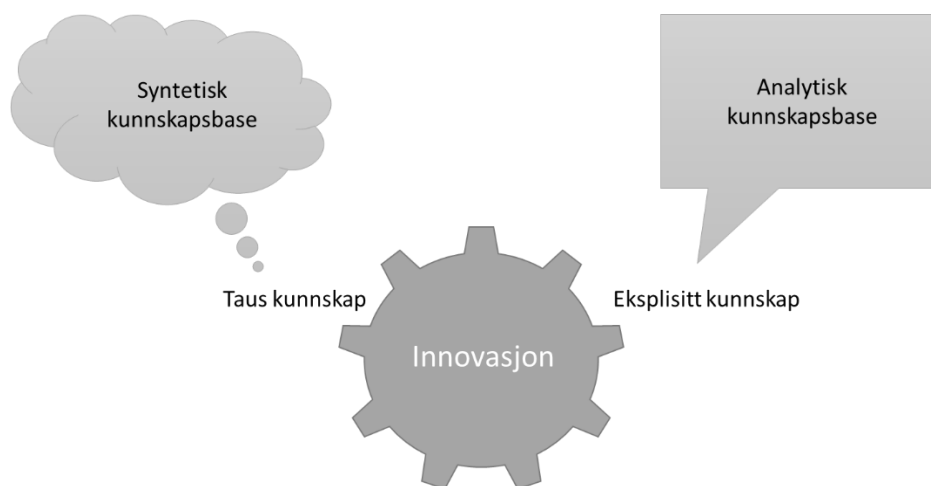 Syntetisk
kunnskapsbase
Analytisk
kunnskapsbase
Taus kunnskap
Eksplisitt kunnskap
Innovasjon